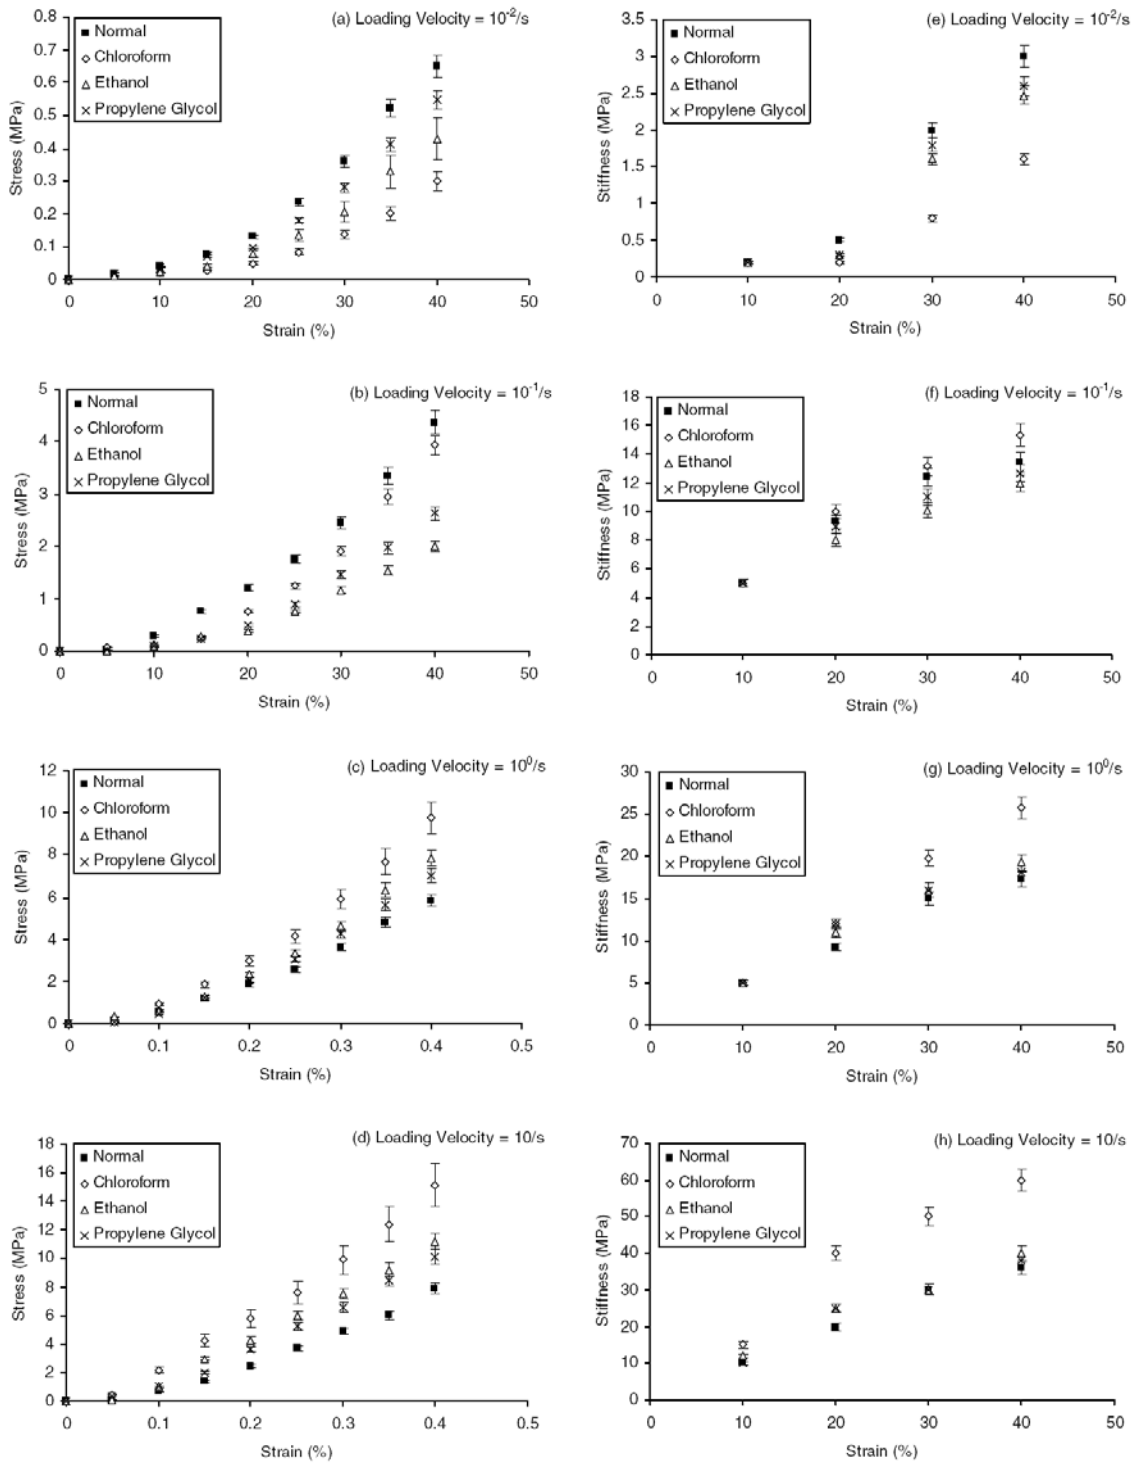 (a) Loading Velocity = 10⁻²/s
Normal
Chloroform
Ethanol
Propylene Glycol
Stress (MPa)
0.8
0.7
0.6
0.5
0.4
0.3
0.2
0.1
0
0 10 20 30 40 50
Strain (%)
(e) Loading Velocity = 10⁻²/s
Normal
Chloroform
Ethanol
Propylene Glycol
Stiffness (MPa)
3.5
3
2.5
2
1.5
1
0.5
0
0 10 20 30 40 50
Strain (%)
(b) Loading Velocity = 10⁻¹/s
Normal
Chloroform
Ethanol
Propylene Glycol
Stress (MPa)
5
4
3
2
1
0
0 10 20 30 40 50
Strain (%)
(f) Loading Velocity = 10⁻¹/s
Normal
Chloroform
Ethanol
Propylene Glycol
Stiffness (MPa)
18
16
14
12
10
8
6
4
2
0
0 10 20 30 40 50
Strain (%)
(c) Loading Velocity = 10⁰/s
Normal
Chloroform
Ethanol
Propylene Glycol
Stress (MPa)
12
10
8
6
4
2
0
0 0.1 0.2 0.3 0.4 0.5
Strain (%)
(g) Loading Velocity = 10⁰/s
Normal
Chloroform
Ethanol
Propylene Glycol
Stiffness (MPa)
30
25
20
15
10
5
0
0 10 20 30 40 50
Strain (%)
(d) Loading Velocity = 10/s
Normal
Chloroform
Ethanol
Propylene Glycol
Stress (MPa)
18
16
14
12
10
8
6
4
2
0
0 0.1 0.2 0.3 0.4 0.5
Strain (%)
(h) Loading Velocity = 10/s
Normal
Chloroform
Ethanol
Propylene Glycol
Stiffness (MPa)
70
60
50
40
30
20
10
0
0 10 20 30 40 50
Strain (%)